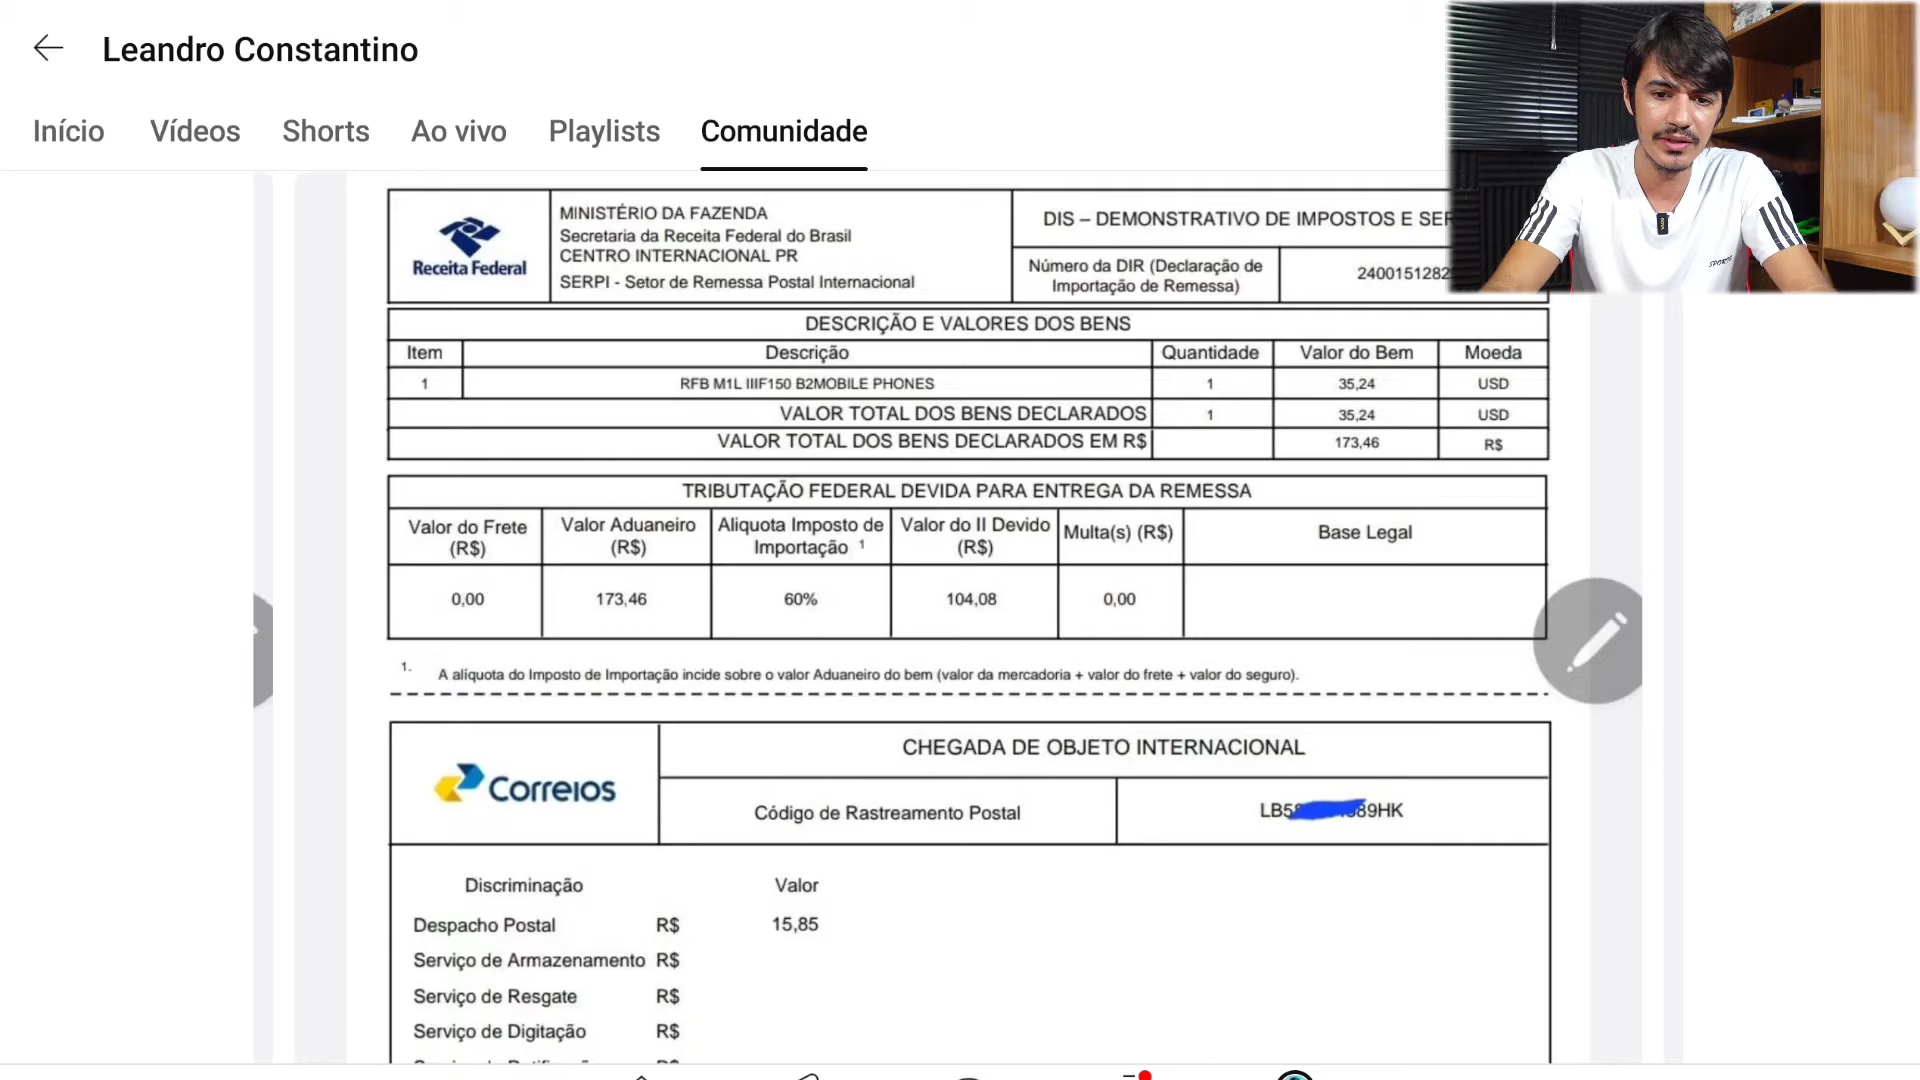 Leandro Constantino
Início Vídeos Shorts Ao vivo Playlists Comunidade
Receita Federal
MINISTÉRIO DA FAZENDA
Secretaria da Receita Federal do Brasil
CENTRO INTERNACIONAL PR
SERPI - Setor de Remessa Postal Internacional
DIS – DEMONSTRATIVO DE IMPOSTOS E
Número da DIR (Declaração de
Importação de Remessa)
DESCRIÇÃO E VALORES DOS BENS
Item Descrição Quantidade Valor do Bem Moeda
1 RFB M1L IIIF150 B2MOBILE PHONES 1 35,24 USD
VALOR TOTAL DOS BENS DECLARADOS 1 35,24 USD
VALOR TOTAL DOS BENS DECLARADOS EM R$ 173,46 R$
TRIBUTAÇÃO FEDERAL DEVIDA PARA ENTREGA DA REMESSA
Valor do Frete
(R$)
Valor Aduaneiro
(R$)
Aliquota Imposto de
Importação 1
Valor do II Devido
(R$)
Multa(s) (R$)
Base Legal
0,00 173,46 60% 104,08 0,00
1. A alíquota do Imposto de Importação incide sobre o valor Aduaneiro do bem (valor da mercadoria + valor do frete + valor do seguro).
Correios
CHEGADA DE OBJETO INTERNACIONAL
Código de Rastreamento Postal
Discriminação Valor
Despacho Postal R$ 15,85
Serviço de Armazenamento R$
Serviço de Resgate R$
Serviço de Digitação R$